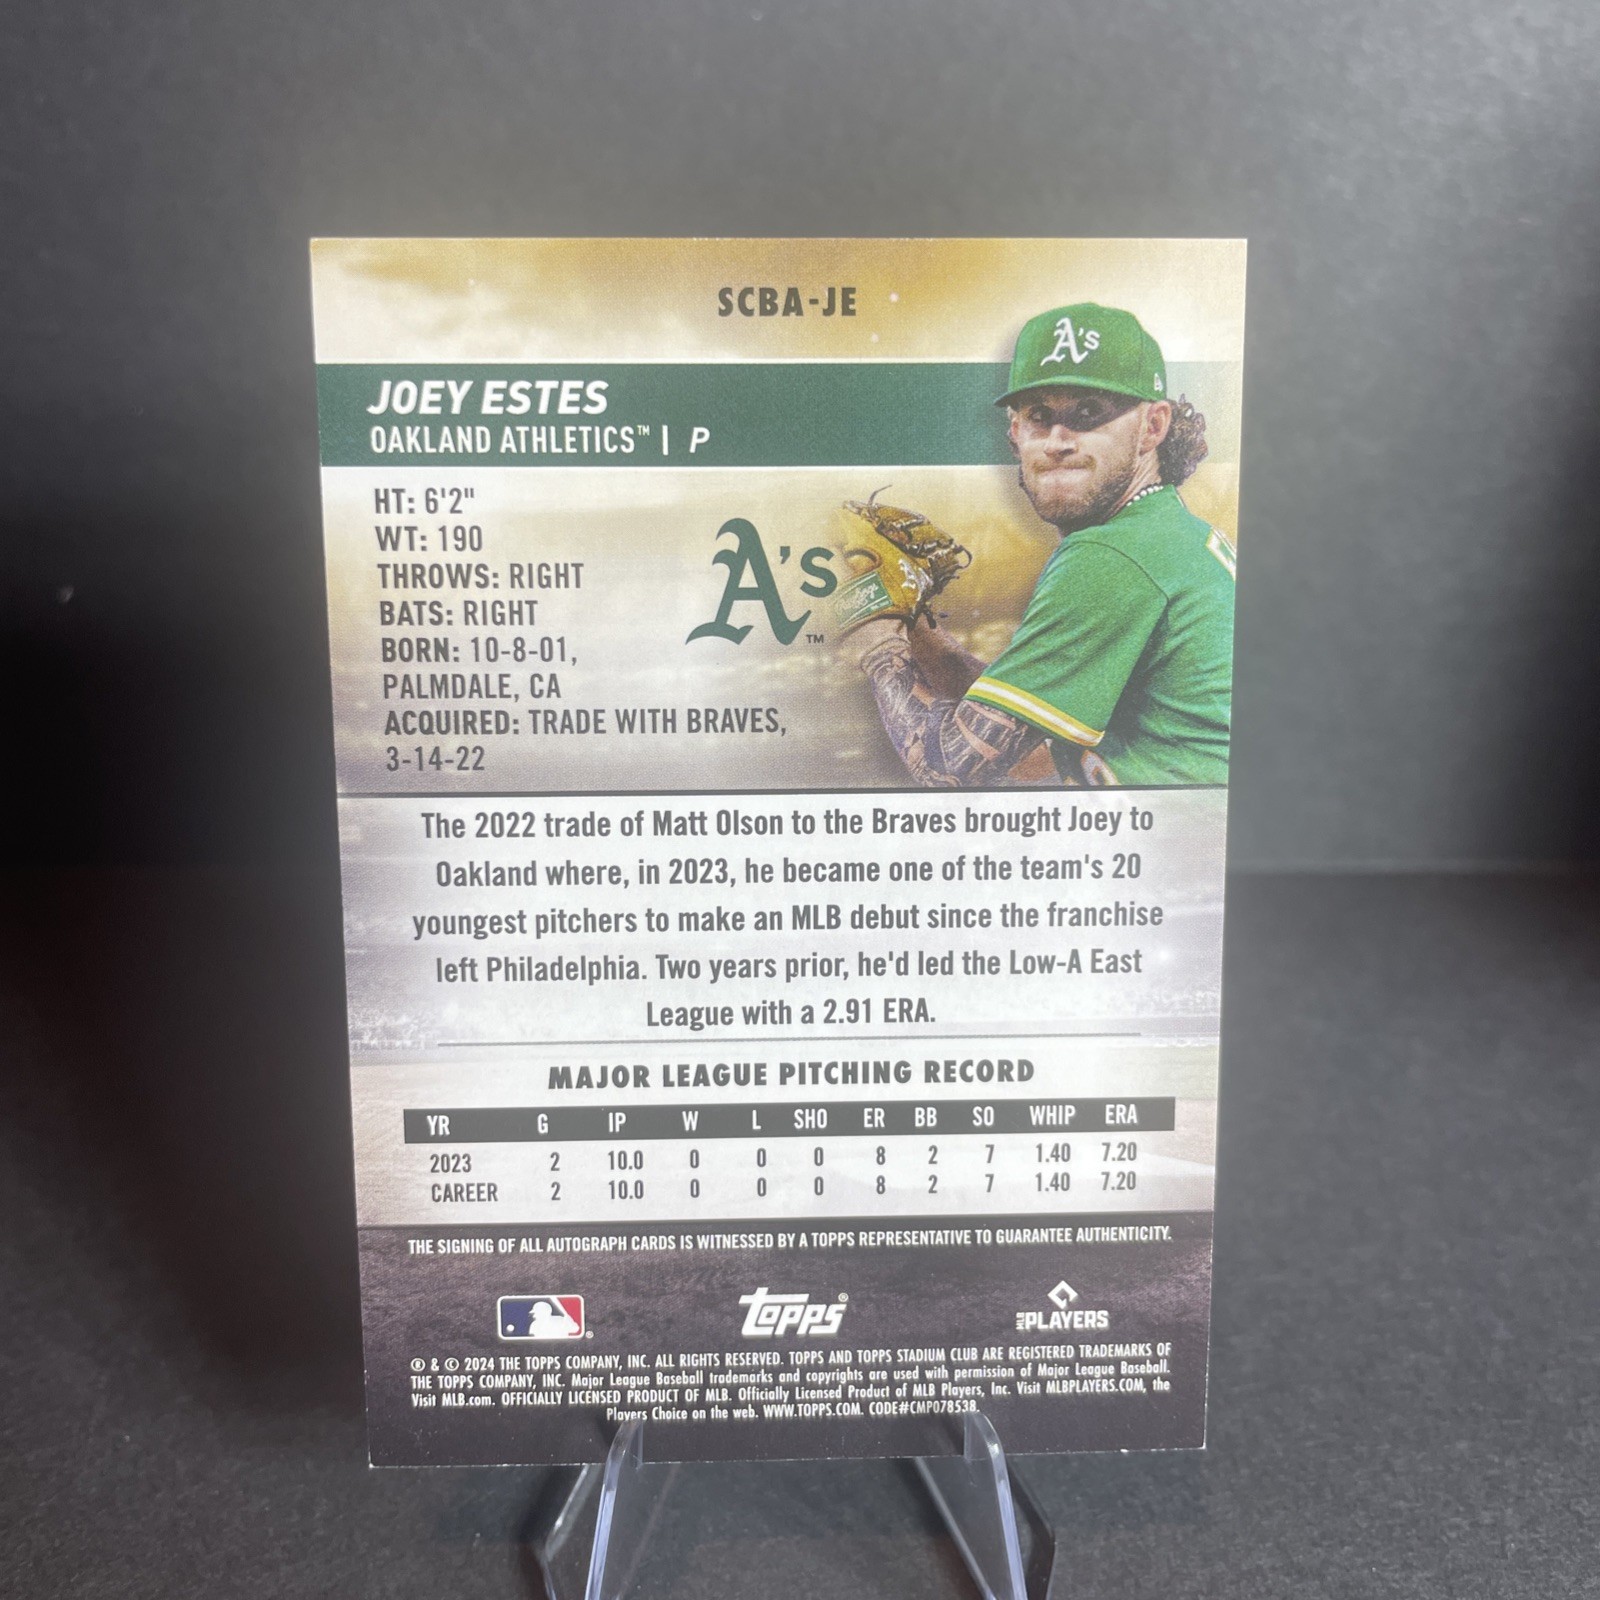 SCBA-JE
A's
JOEY ESTES
OAKLAND ATHLETICS™ | P
HT: 6'2"
WT: 190
THROWS: RIGHT
BATS: RIGHT
BORN: 10-8-01,
PALMDALE, CA
ACQUIRED: TRADE WITH BRAVES,
3-14-22
A's™
Rawlings
The 2022 trade of Matt Olson to the Braves brought Joey to
Oakland where, in 2023, he became one of the team's 20
youngest pitchers to make an MLB debut since the franchise
left Philadelphia. Two years prior, he'd led the Low-A East
League with a 2.91 ERA.
MAJOR LEAGUE PITCHING RECORD
YR G IP W L SHO ER BB SO WHIP ERA
2023 2 10.0 0 0 0 8 2 7 1.40 7.20
CAREER 2 10.0 0 0 0 8 2 7 1.40 7.20
THE SIGNING OF ALL AUTOGRAPH CARDS IS WITNESSED BY A TOPPS REPRESENTATIVE TO GUARANTEE AUTHENTICITY.
Topps®
MLB PLAYERS
® & © 2024 THE TOPPS COMPANY, INC. ALL RIGHTS RESERVED. TOPPS AND TOPPS STADIUM CLUB ARE REGISTERED TRADEMARKS OF
THE TOPPS COMPANY, INC. Major League Baseball trademarks and copyrights are used with permission of Major League Baseball.
Visit MLB.com. OFFICIALLY LICENSED PRODUCT OF MLB. Officially Licensed Product of MLB Players, Inc. Visit MLBPLAYERS.COM, the
Players Choice on the web. WWW.TOPPS.COM. CODE#CMP078538.